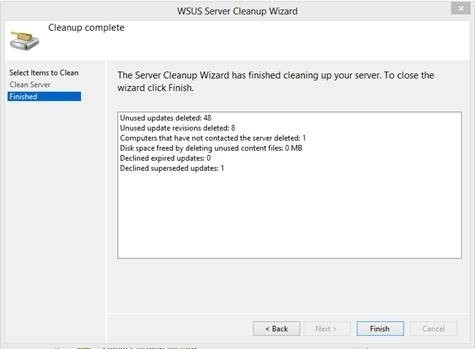 WSUS Server Cleanup Wizard
Cleanup complete
Select Items to Clean
Clean Server
Finished
The Server Cleanup Wizard has finished cleaning up your server. To close the
wizard click Finish.
Unused updates deleted: 48
Unused update revisions deleted: 8
Computers that have not contacted the server deleted: 1
Disk space freed by deleting unused content files: 0 MB
Declined expired updates: 0
Declined superseded updates: 1
< Back
Next >
Finish
Cancel